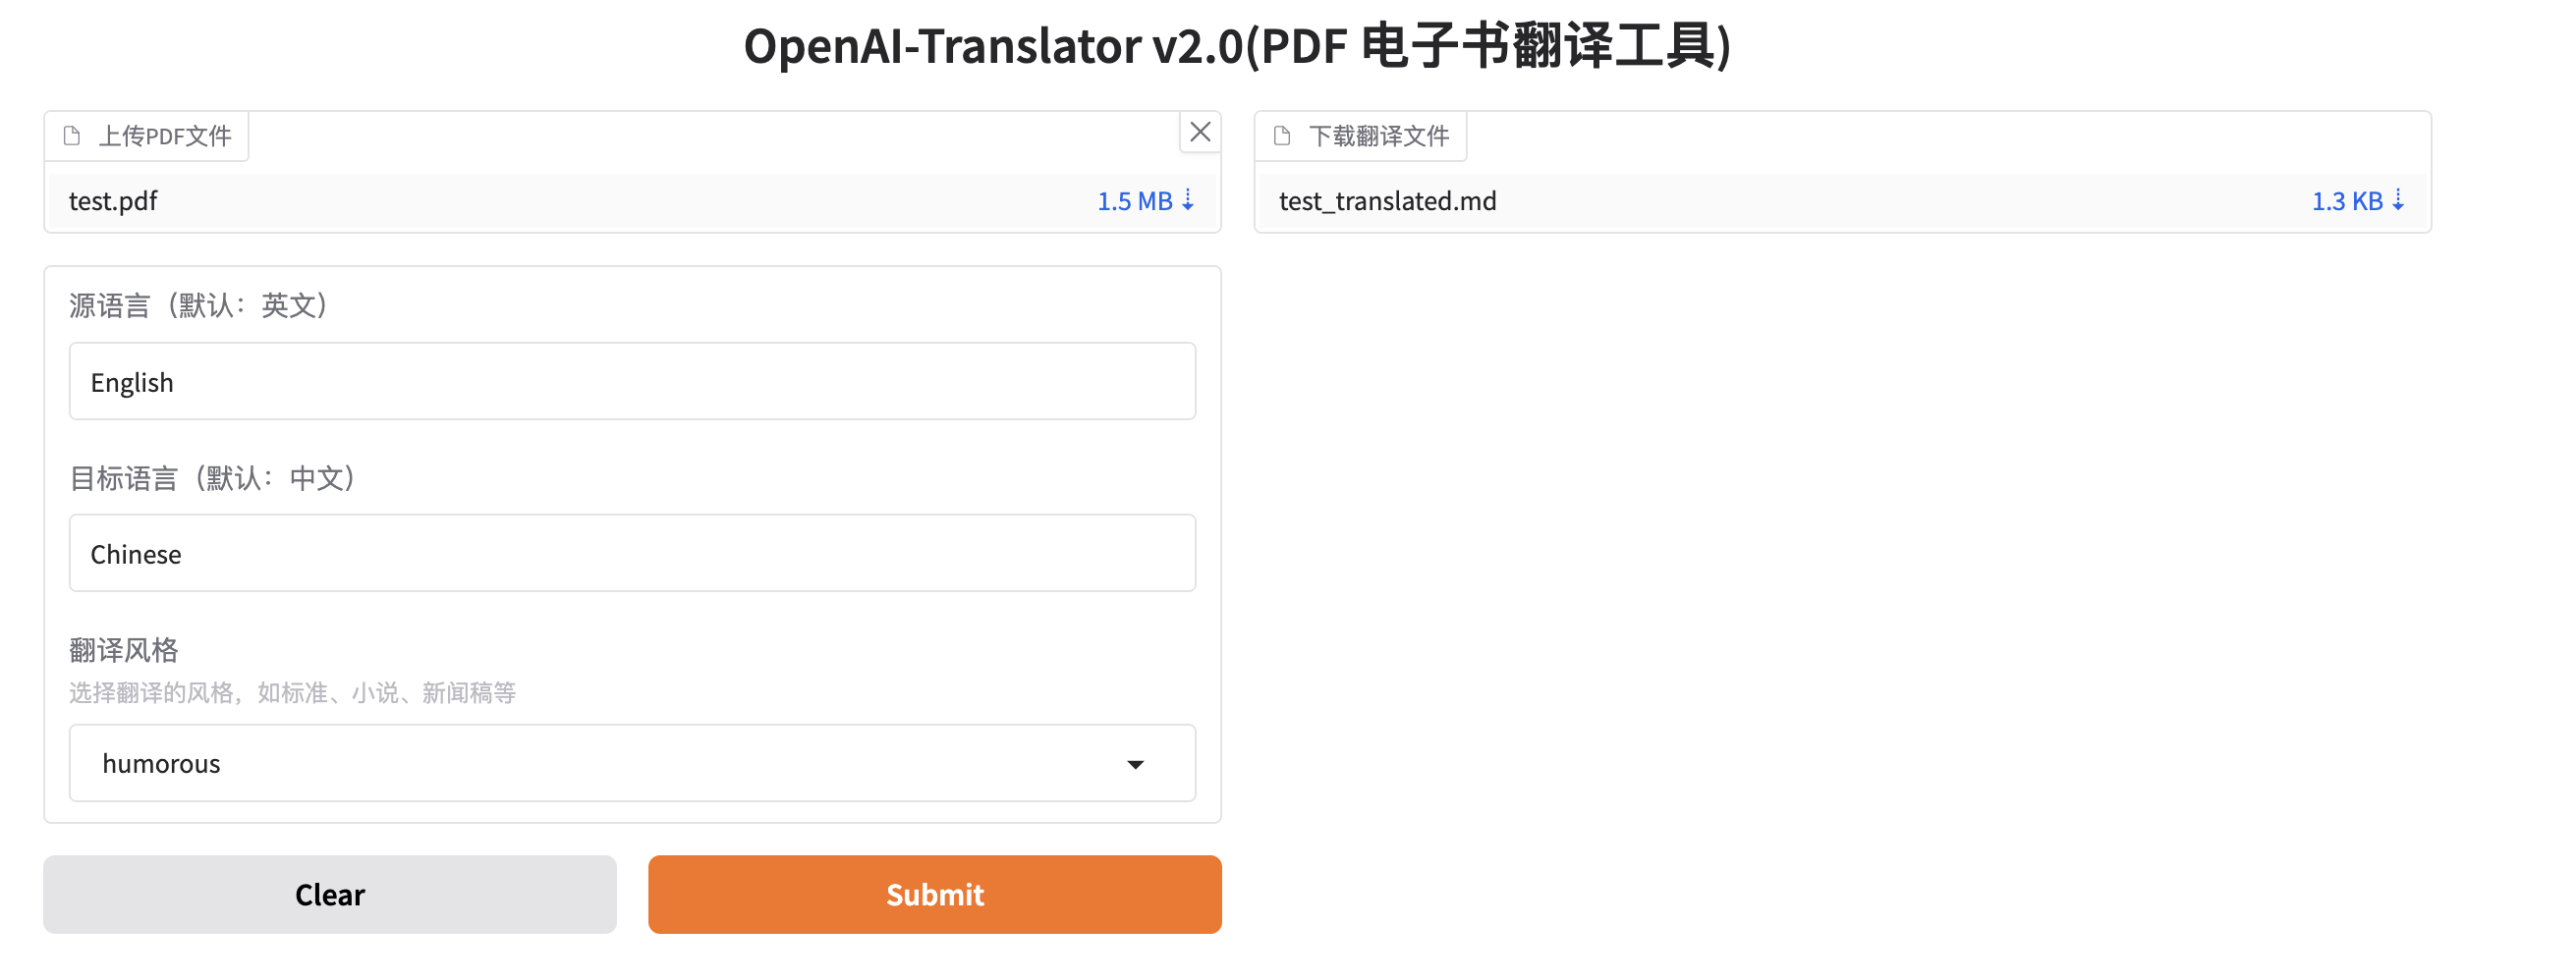 OpenAI-Translator v2.0(PDF 电子书翻译工具)
上传PDF文件
test.pdf
1.5 MB ⇣
下载翻译文件
test_translated.md
1.3 KB ⇣
源语言（默认：英文）
English
目标语言（默认：中文）
Chinese
翻译风格
选择翻译的风格，如标准、小说、新闻稿等
humorous
Clear
Submit